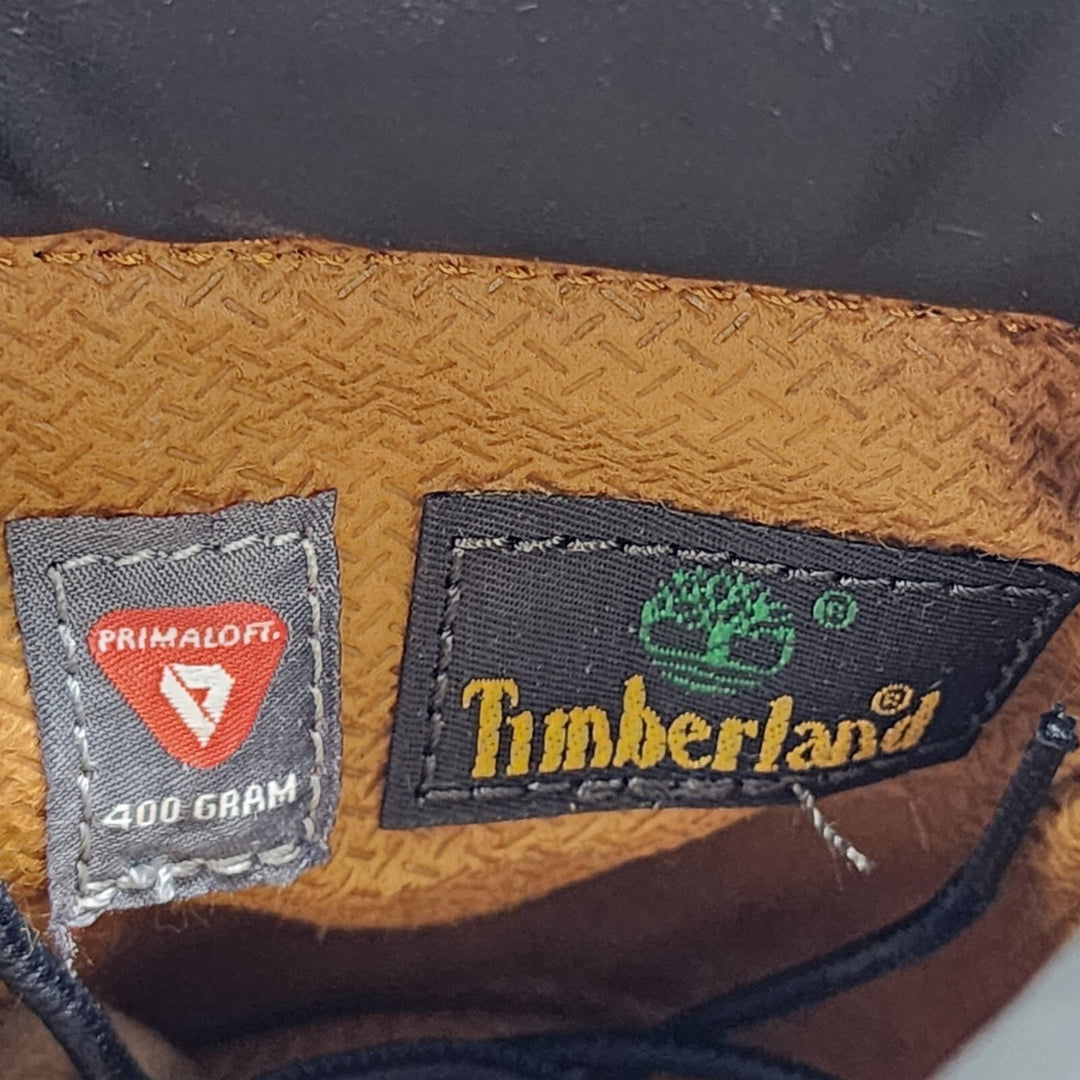 PRIMALOFT.
400 GRAM
®
Timberland®